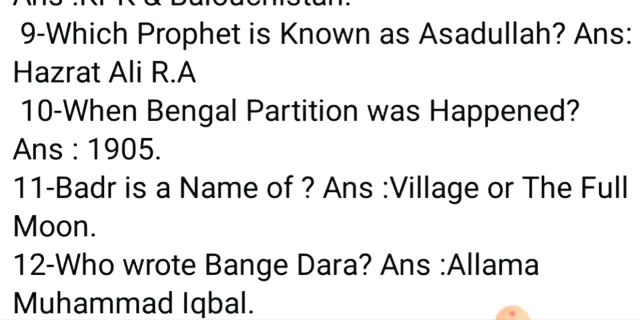 9-Which Prophet is Known as Asadullah? Ans:
Hazrat Ali R.A
10-When Bengal Partition was Happened?
Ans : 1905.
11-Badr is a Name of ? Ans :Village or The Full
Moon.
12-Who wrote Bange Dara? Ans :Allama
Muhammad Iqbal.